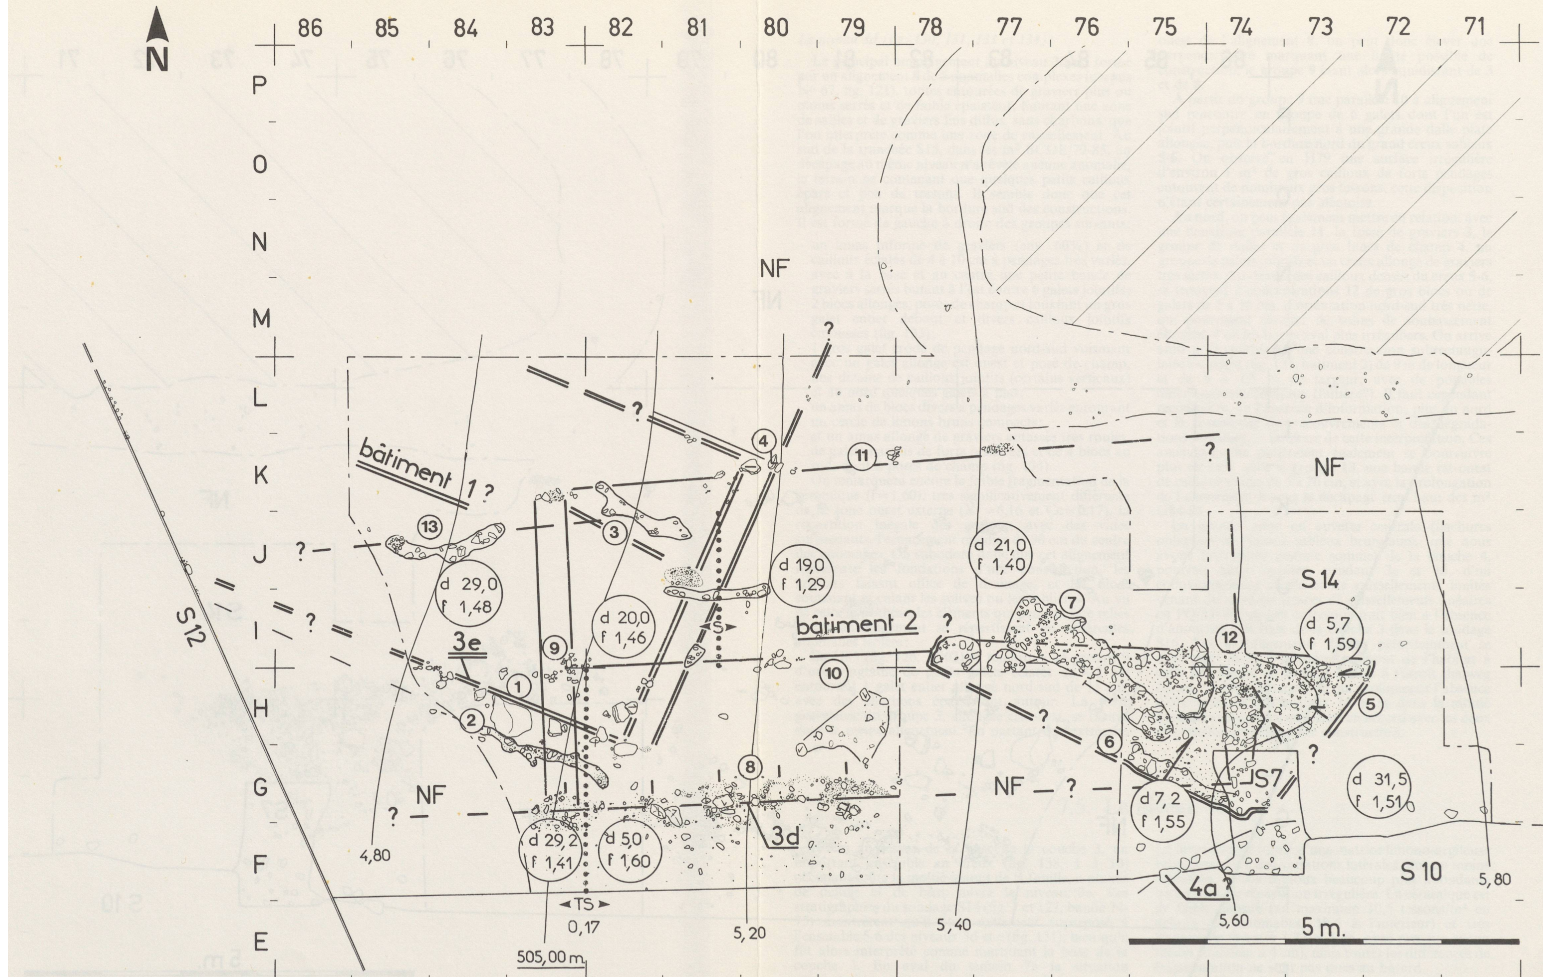 86 85 84 83 82 81 80 79 78 77 76 75 74 73 72 71
N
P
O
N
NF
M
?
L
?
4
bâtiment 1 ?
11
?
NF
K
13
3
J
?
d 29,0
f 1,48
d 19,0
f 1,29
d 21,0
f 1,40
S 14
S 12
I
?
d 20,0
f 1,46
S
bâtiment 2
?
7
12
d 5,7
f 1,59
3e
9
10
H
1
2
?
6
5
?
G
NF
?
8
NF
?
S7
d 7,2
f 1,55
d 31,5
f 1,51
4,80
d 29,2
f 1,41
d 5,0
f 1,60
3d
F
4a ?
S 10
5,80
TS
0,17
5,20
5,40
5,60
5 m.
E
505,00 m